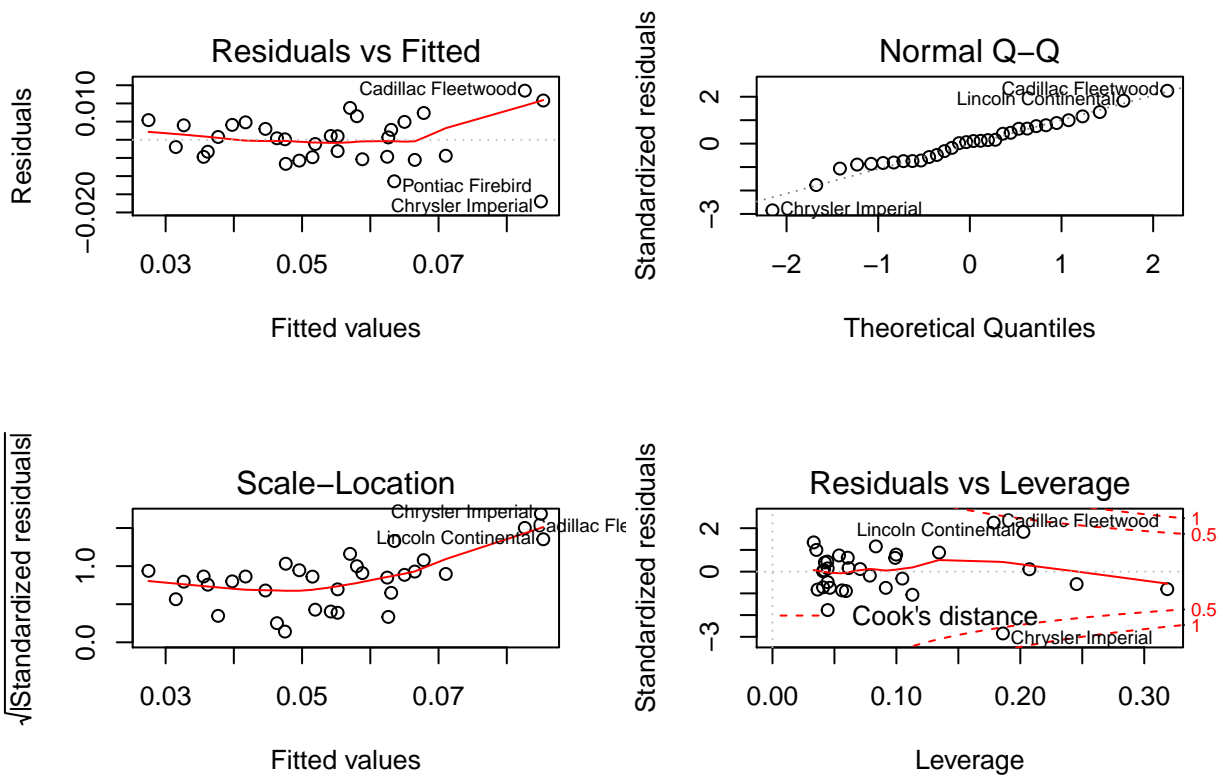 Residuals vs Fitted
Residuals
0.010
−0.020
Cadillac Fleetwood
Pontiac Firebird
Chrysler Imperial
0.03 0.05 0.07
Fitted values
Normal Q−Q
Standardized residuals
2
0
−3
Cadillac Fleetwood
Lincoln Continental
Chrysler Imperial
−2 −1 0 1 2
Theoretical Quantiles
Scale−Location
√|Standardized residuals|
1.0
0.0
Chrysler Imperial
Cadillac Fle
Lincoln Continental
0.03 0.05 0.07
Fitted values
Residuals vs Leverage
Standardized residuals
2
0
−3
Cadillac Fleetwood
Lincoln Continental
1
0.5
Cook's distance
0.5
1
Chrysler Imperial
0.00 0.10 0.20 0.30
Leverage